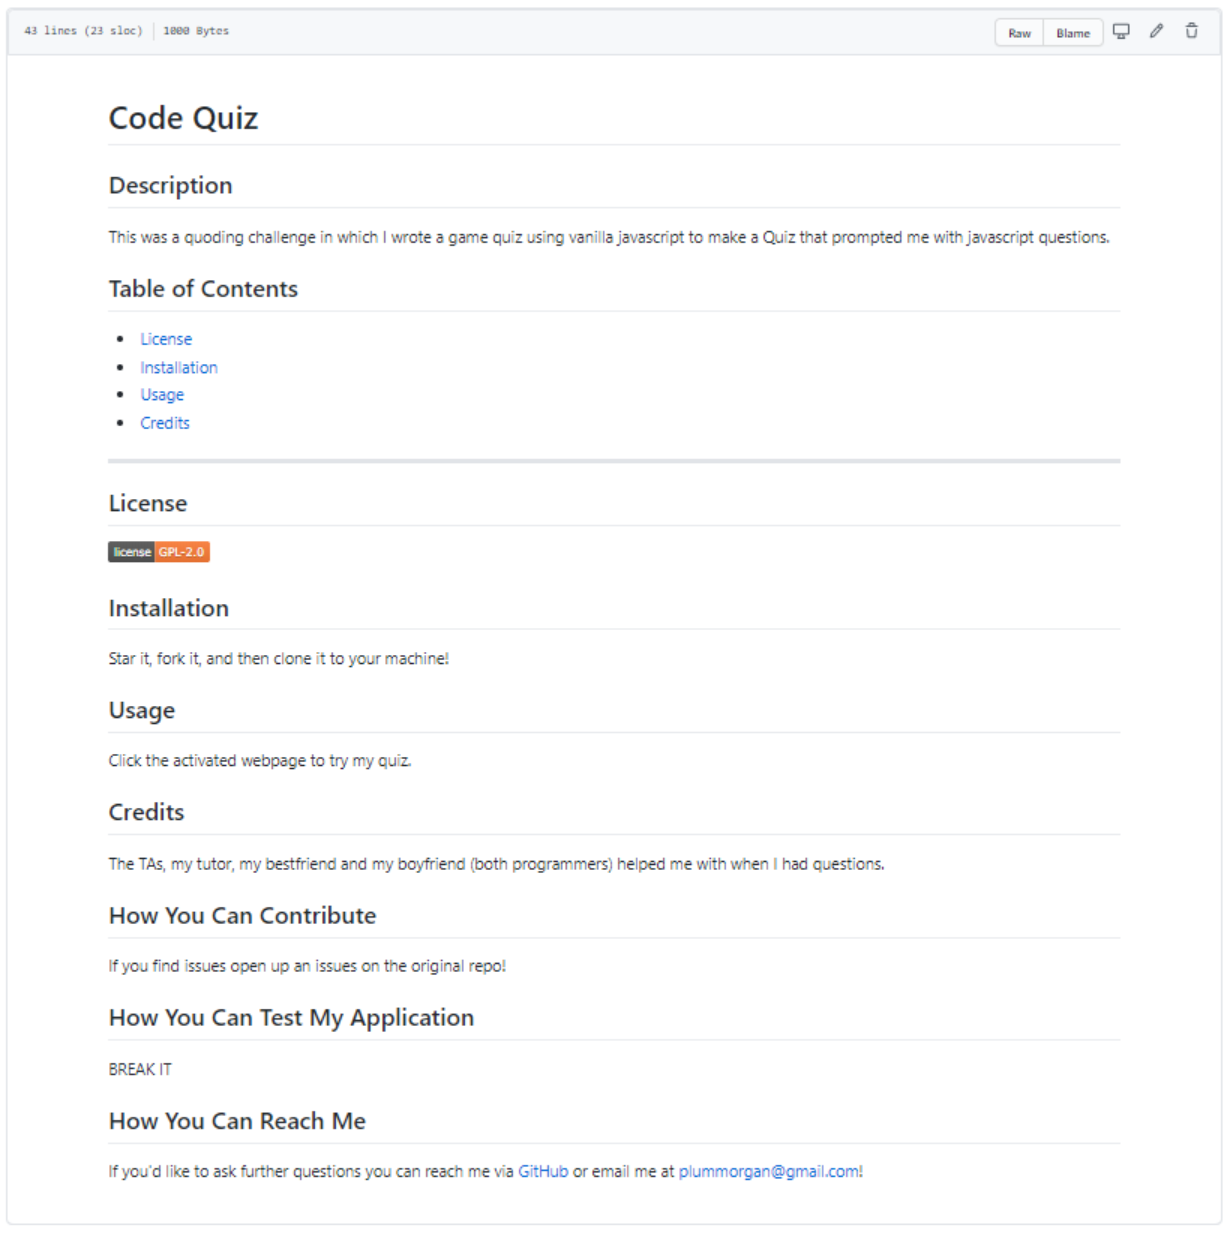 43 lines (23 sloc) 1000 Bytes
Raw Blame
Code Quiz
Description
This was a quoding challenge in which I wrote a game quiz using vanilla javascript to make a Quiz that prompted me with javascript questions.
Table of Contents
License
Installation
Usage
Credits
License
license GPL-2.0
Installation
Star it, fork it, and then clone it to your machine!
Usage
Click the activated webpage to try my quiz.
Credits
The TAs, my tutor, my bestfriend and my boyfriend (both programmers) helped me with when I had questions.
How You Can Contribute
If you find issues open up an issues on the original repo!
How You Can Test My Application
BREAK IT
How You Can Reach Me
If you'd like to ask further questions you can reach me via GitHub or email me at plummorgan@gmail.com!